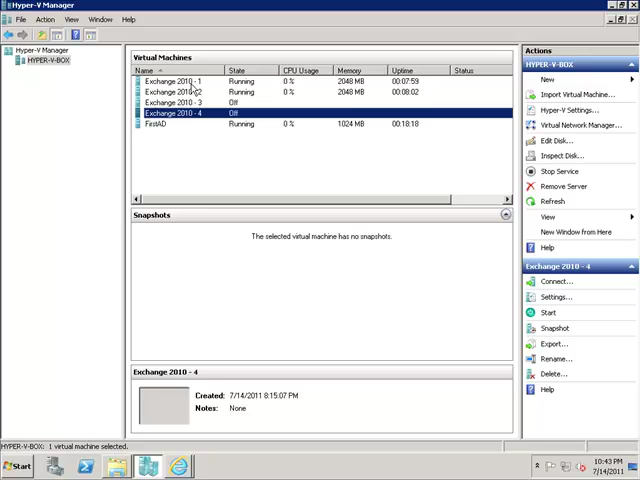 Hyper-V Manager
File Action View Window Help
Hyper-V Manager
HYPER-V-BOX
Virtual Machines
Name State CPU Usage Memory Uptime Status
Exchange 2010 - 1 Running 0 % 2048 MB 00:07:59
Exchange 2010 - 2 Running 0 % 2048 MB 00:08:02
Exchange 2010 - 3 Off
Exchange 2010 - 4 Off
FirstAD Running 0 % 1024 MB 00:18:18
Snapshots
The selected virtual machine has no snapshots.
Exchange 2010 - 4
Created: 7/14/2011 8:15:07 PM
Notes: None
Actions
HYPER-V-BOX
New
Import Virtual Machine...
Hyper-V Settings...
Virtual Network Manager...
Edit Disk...
Inspect Disk...
Stop Service
Remove Server
Refresh
View
New Window from Here
Help
Exchange 2010 - 4
Connect...
Settings...
Start
Snapshot
Export...
Rename...
Delete...
Help
HYPER-V-BOX: 1 virtual machine selected.
Start
10:43 PM
7/14/2011